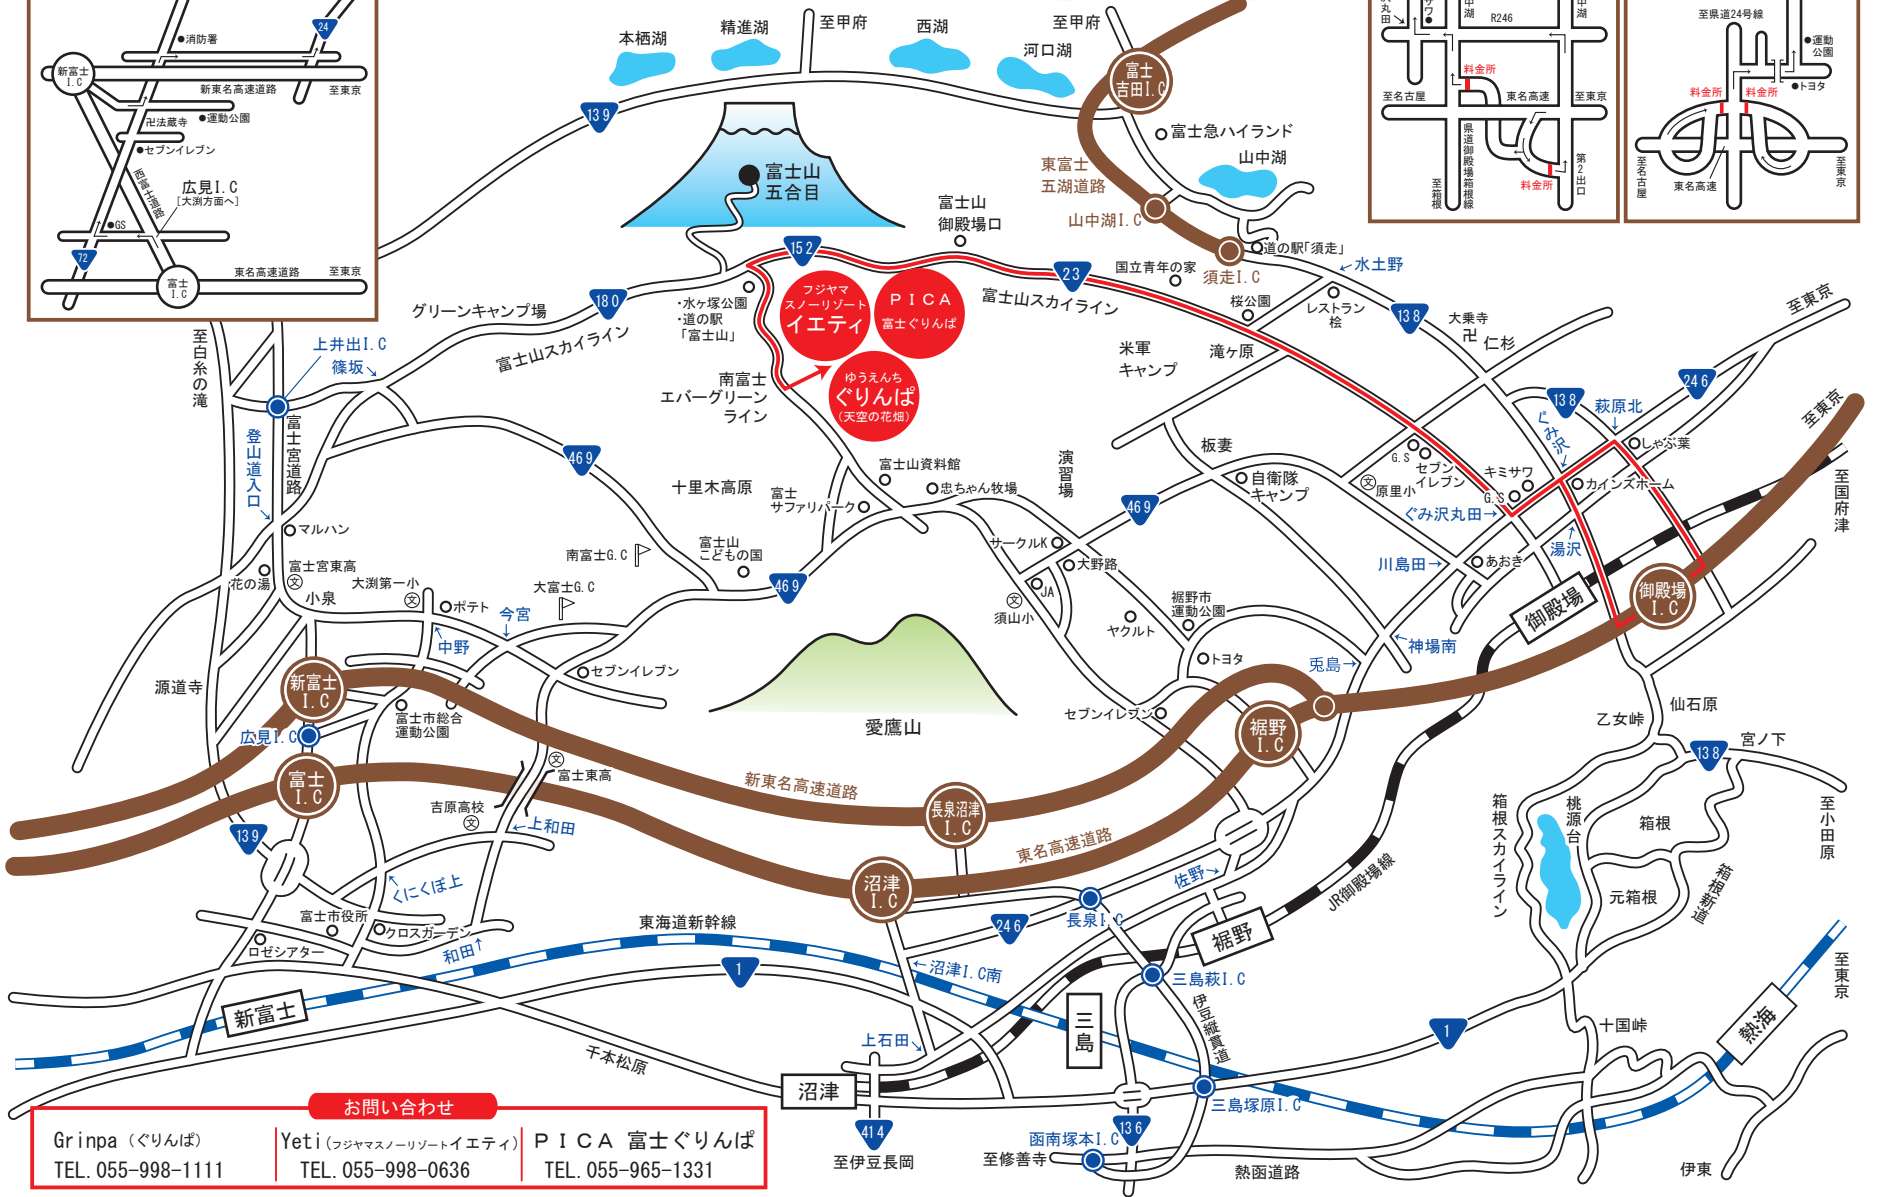 24
●消防署
新富士
I.C
新東名高速道路
至東京
卍法蔵寺
●運動公園
●セブンイレブン
西富士道路
広見I.C
[大渕方面へ]
●GS
72
東名高速道路
至東京
富士
I.C
本栖湖
精進湖
至甲府
西湖
至甲府
河口湖
139
富士
吉田I.C
富士急ハイランド
山中湖
東富士
五湖道路
山中湖I.C
道の駅「須走」
須走I.C
富士山
五合目
富士山
御殿場口
152
23
国立青年の家
←水土野
桜公園
レストラン
桧
138
大乗寺
卍
仁杉
至東京
R246
料金所
至名古屋
東名高速
至東京
県道御殿場箱根線
至箱根
料金所
第2出口
至県道24号線
●運動
公園
●トヨタ
料金所
料金所
至名古屋
東名高速
至東京
グリーンキャンプ場
180
富士山スカイライン
・水ヶ塚公園
・道の駅
「富士山」
フジヤマ
スノーリゾート
イエティ
PICA
富士ぐりんぱ
ゆうえんち
ぐりんぱ
(天空の花畑)
富士山スカイライン
南富士
エバーグリーン
ライン
米軍
キャンプ
滝ヶ原
至白糸の滝
上井出I.C
篠坂→
富士宮道路
登山道入口→
469
十里木高原
富士
サファリパーク
富士山資料館
忠ちゃん牧場
演習場
板妻
自衛隊
キャンプ
469
文
原里小
G.S
セブン
イレブン
キミサワ
G.S
ぐみ沢丸田→
138
ぐみ沢→
萩原北
246
しゃぶ葉
カインズホーム
湯沢
至東京
至国府津
マルハン
花の湯
富士宮東高
文
小泉
大渕第一小
文
ポテト
中野
今宮
南富士G.C
大富士G.C
富士山
こどもの国
469
サークルK
大野路
JA
文
須山小
ヤクルト
裾野市
運動公園
トヨタ
川島田→
あおき
御殿場
御殿場
I.C
←神場南
兎島→
源道寺
新富士
I.C
広見I.C
富士市総合
運動公園
セブンイレブン
愛鷹山
セブンイレブン
裾野
I.C
富士
I.C
文
富士東高
吉原高校
文
←上和田
新東名高速道路
長泉沼津
I.C
東名高速道路
沼津
I.C
139
くにくぼ上
富士市役所
ロゼシアター
クロスガーデン
和田↑
東海道新幹線
246
長泉I.C
佐野→
裾野
JR御殿場線
仙石原
乙女峠
138
宮ノ下
至小田原
箱根スカイライン
桃源台
箱根
元箱根
箱根新道
新富士
1
←沼津I.C南
三島萩I.C
伊豆縦貫道
三島
上石田→
千本松原
沼津
414
至伊豆長岡
三島塚原I.C
136
函南塚本I.C
至修善寺
熱函道路
1
十国峠
熱海
至東京
伊東
お問い合わせ
Grinpa (ぐりんぱ)
TEL.055-998-1111
Yeti(フジヤマスノーリゾートイエティ)
TEL.055-998-0636
PICA 富士ぐりんぱ
TEL.055-965-1331